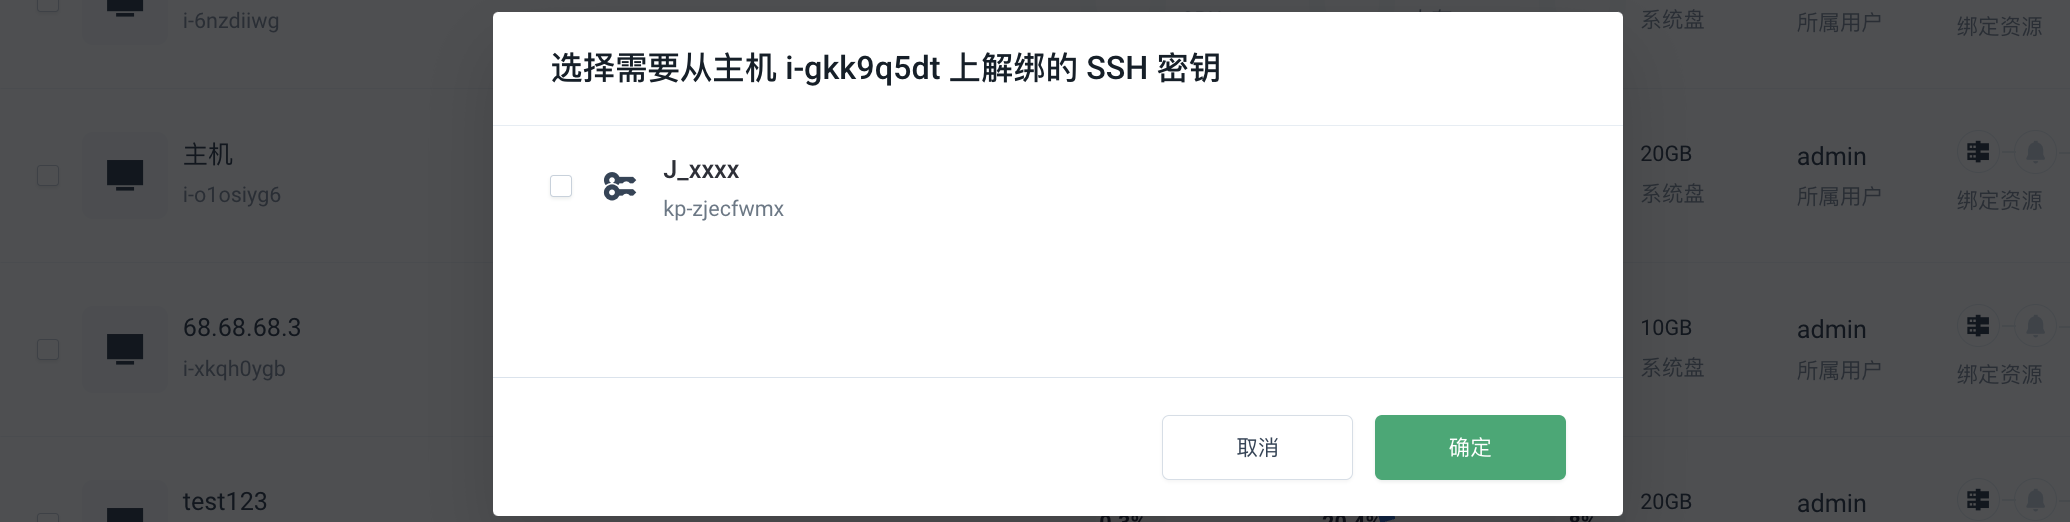 i-6nzdiiwg
系统盘
所属用户
绑定资源
选择需要从主机 i-gkk9q5dt 上解绑的 SSH 密钥
主机
i-o1osiyg6
J_xxxx
kp-zjecfwmx
20GB
系统盘
admin
所属用户
绑定资源
68.68.68.3
i-xkqh0ygb
10GB
系统盘
admin
所属用户
绑定资源
取消
确定
test123
20GB
admin